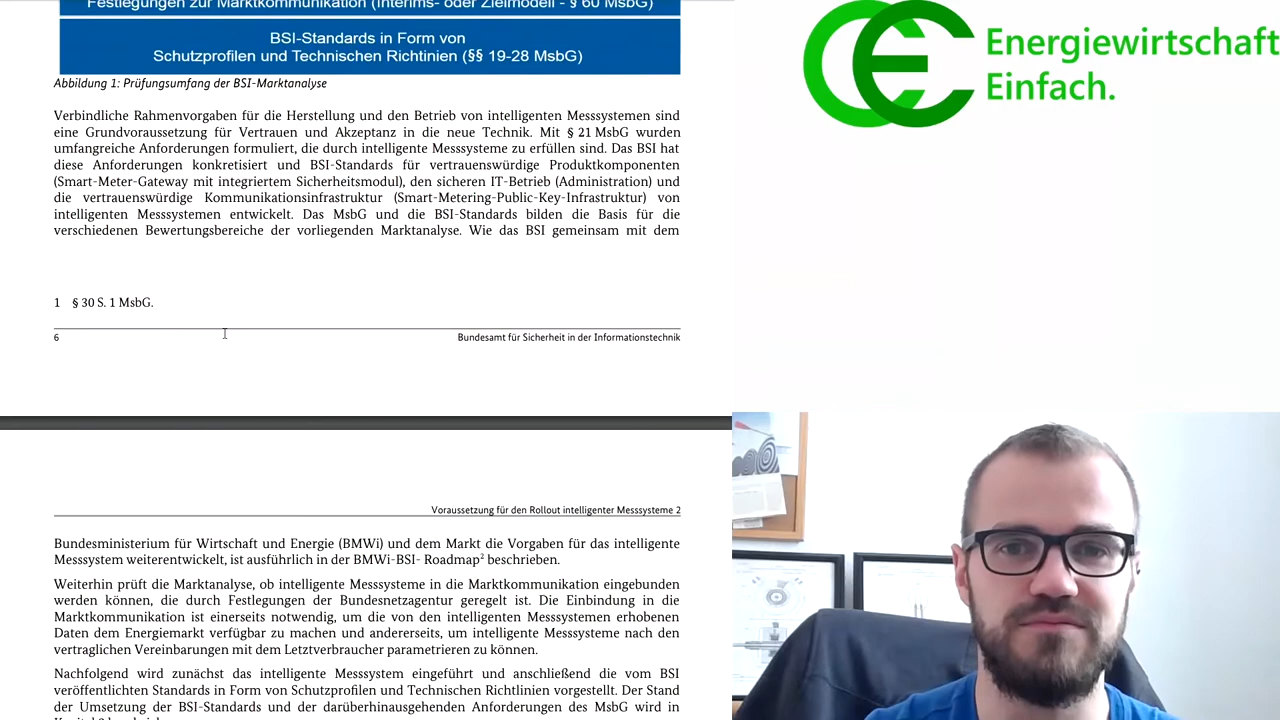 Festlegungen zur Marktkommunikation (Interims- oder Zielmodell - § 60 MsbG)
BSI-Standards in Form von
Schutzprofilen und Technischen Richtinien (§§ 19-28 MsbG)
Abbildung 1: Prüfungsumfang der BSI-Marktanalyse
Verbindliche Rahmenvorgaben für die Herstellung und den Betrieb von intelligenten Messsystemen sind
eine Grundvoraussetzung für Vertrauen und Akzeptanz in die neue Technik. Mit § 21 MsbG wurden
umfangreiche Anforderungen formuliert, die durch intelligente Messsysteme zu erfüllen sind. Das BSI hat
diese Anforderungen konkretisiert und BSI-Standards für vertrauenswürdige Produktkomponenten
(Smart-Meter-Gateway mit integriertem Sicherheitsmodul), den sicheren IT-Betrieb (Administration) und
die vertrauenswürdige Kommunikationsinfrastruktur (Smart-Metering-Public-Key-Infrastruktur) von
intelligenten Messsystemen entwickelt. Das MsbG und die BSI-Standards bilden die Basis für die
verschiedenen Bewertungsbereiche der vorliegenden Marktanalyse. Wie das BSI gemeinsam mit dem
1 § 30 S. 1 MsbG.
6 Bundesamt für Sicherheit in der Informationstechnik
Voraussetzung für den Rollout intelligenter Messsysteme 2
Bundesministerium für Wirtschaft und Energie (BMWi) und dem Markt die Vorgaben für das intelligente
Messsystem weiterentwickelt, ist ausführlich in der BMWi-BSI- Roadmap² beschrieben.
Weiterhin prüft die Marktanalyse, ob intelligente Messsysteme in die Marktkommunikation eingebunden
werden können, die durch Festlegungen der Bundesnetzagentur geregelt ist. Die Einbindung in die
Marktkommunikation ist einerseits notwendig, um die von den intelligenten Messsystemen erhobenen
Daten dem Energiemarkt verfügbar zu machen und andererseits, um intelligente Messsysteme nach den
vertraglichen Vereinbarungen mit dem Letztverbraucher parametrieren zu können.
Nachfolgend wird zunächst das intelligente Messsystem eingeführt und anschließend die vom BSI
veröffentlichten Standards in Form von Schutzprofilen und Technischen Richtlinien vorgestellt. Der Stand
der Umsetzung der BSI-Standards und der darüberhinausgehenden Anforderungen des MsbG wird in
Energiewirtschaft
Einfach.